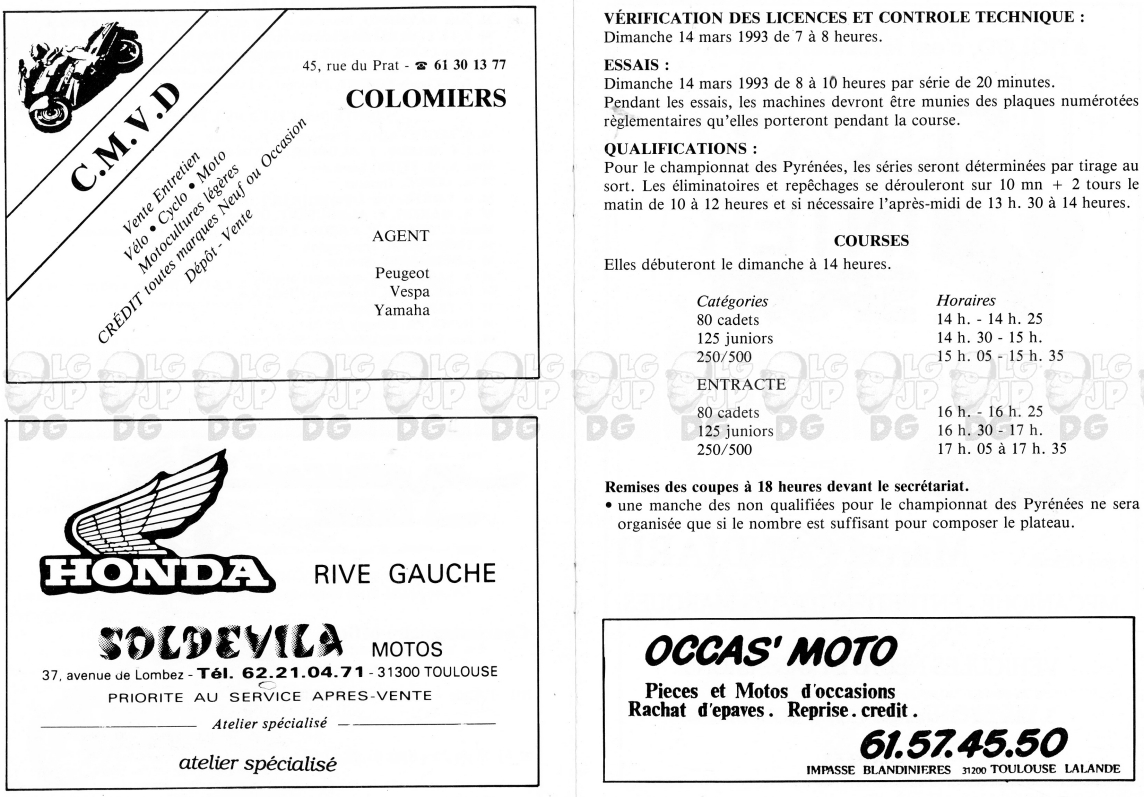 45, rue du Prat - ☎ 61 30 13 77
COLOMIERS
C.M.V.D
Vente Entretien
Vélo • Cyclo • Moto
Motocultures légères
CRÉDIT toutes marques Neuf ou Occasion
Dépôt - Vente
AGENT
Peugeot
Vespa
Yamaha
HONDA RIVE GAUCHE
SOLDEVILA MOTOS
37, avenue de Lombez - Tél. 62.21.04.71 - 31300 TOULOUSE
PRIORITE AU SERVICE APRES-VENTE
Atelier spécialisé
atelier spécialisé
VÉRIFICATION DES LICENCES ET CONTROLE TECHNIQUE :
Dimanche 14 mars 1993 de 7 à 8 heures.
ESSAIS :
Dimanche 14 mars 1993 de 8 à 10 heures par série de 20 minutes.
Pendant les essais, les machines devront être munies des plaques numérotées
règlementaires qu'elles porteront pendant la course.
QUALIFICATIONS :
Pour le championnat des Pyrénées, les séries seront déterminées par tirage au
sort. Les éliminatoires et repêchages se dérouleront sur 10 mn + 2 tours le
matin de 10 à 12 heures et si nécessaire l'après-midi de 13 h. 30 à 14 heures.
COURSES
Elles débuteront le dimanche à 14 heures.
Catégories Horaires
80 cadets 14 h. - 14 h. 25
125 juniors 14 h. 30 - 15 h.
250/500 15 h. 05 - 15 h. 35
ENTRACTE
80 cadets 16 h. - 16 h. 25
125 juniors 16 h. 30 - 17 h.
250/500 17 h. 05 à 17 h. 35
Remises des coupes à 18 heures devant le secrétariat.
• une manche des non qualifiées pour le championnat des Pyrénées ne sera
organisée que si le nombre est suffisant pour composer le plateau.
OCCAS' MOTO
Pieces et Motos d'occasions
Rachat d'epaves. Reprise. credit.
61.57.45.50
IMPASSE BLANDINIERES 31200 TOULOUSE LALANDE
LG JP DG